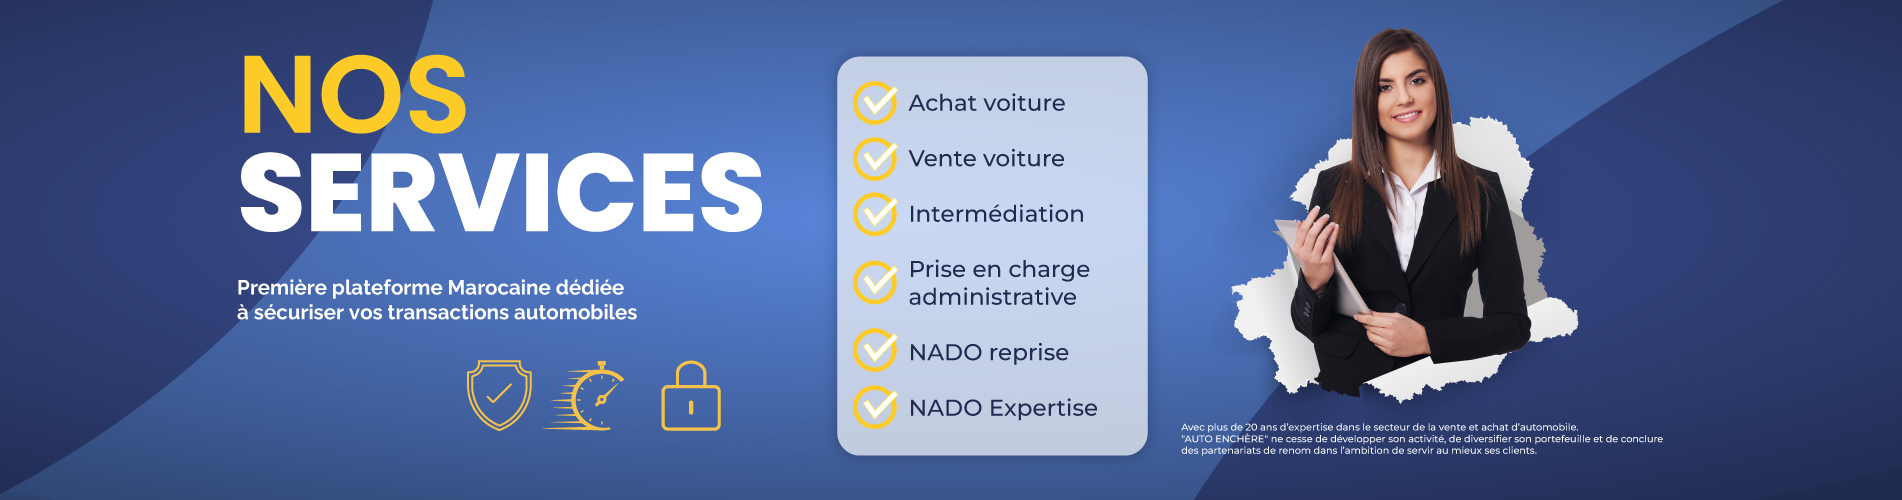 NOS
SERVICES
Première plateforme Marocaine dédiée
à sécuriser vos transactions automobiles
Achat voiture
Vente voiture
Intermédiation
Prise en charge
administrative
NADO reprise
NADO Expertise
Avec plus de 20 ans d'expertise dans le secteur de la vente et achat d'automobile.
"AUTO ENCHÈRE" ne cesse de développer son activité, de diversifier son portefeuille et de conclure
des partenariats de renom dans l'ambition de servir au mieux ses clients.